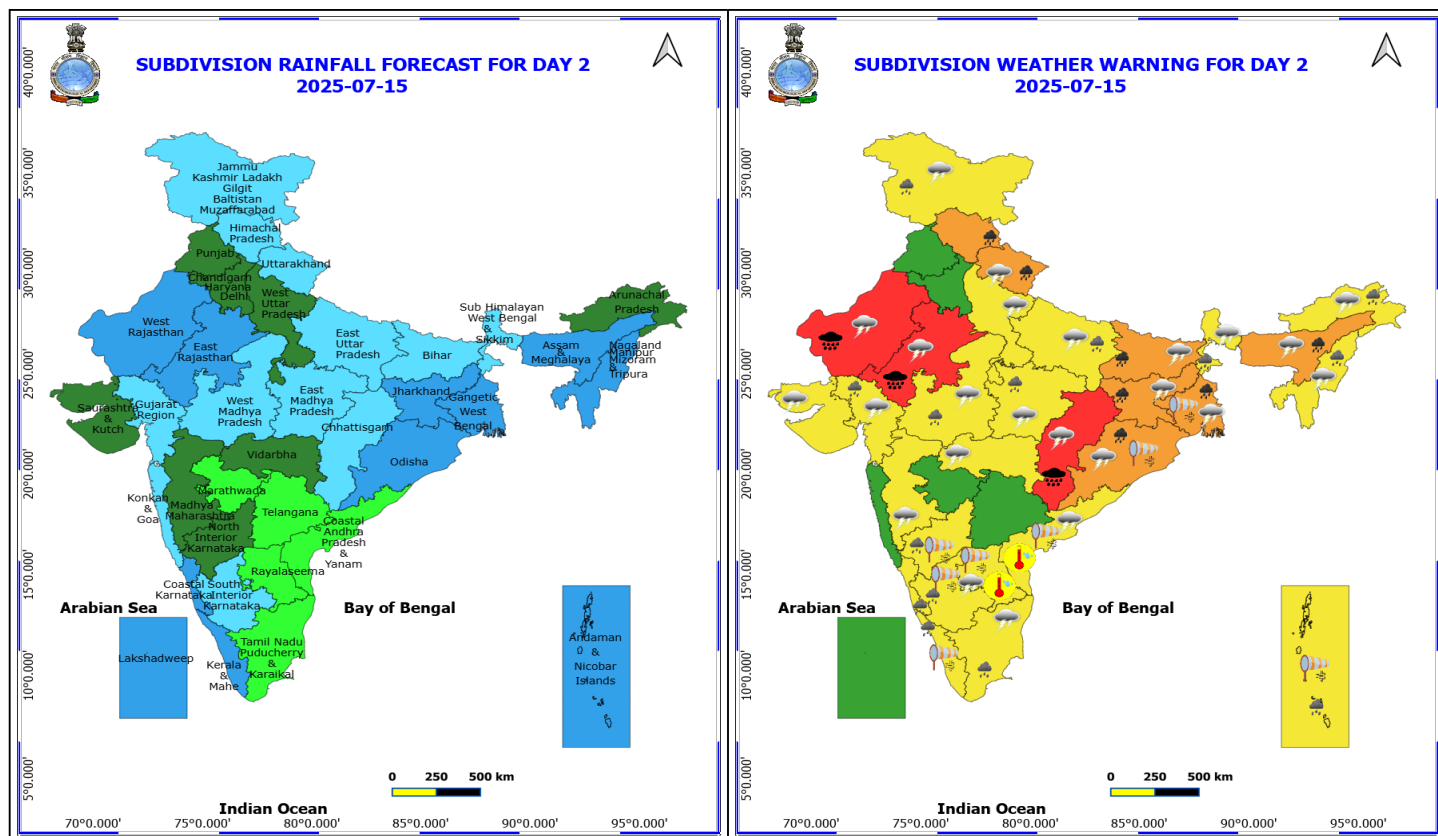 SUBDIVISION RAINFALL FORECAST FOR DAY 2
2025-07-15
40°0.000'
35°0.000'
30°0.000'
25°0.000'
20°0.000'
15°0.000'
10°0.000'
5°0.000'
Jammu
Kashmir Ladakh
Gilgit
Baltistan
Muzaffarabad
Himachal
Pradesh
Punjab
Uttarakhand
Chandigarh
Haryana
Delhi
West
Uttar
Pradesh
Arunachal
Pradesh
Sub Himalayan
West Bengal
&
Sikkim
West
Rajasthan
East
Rajasthan
East
Uttar
Pradesh
Bihar
Assam
&
Meghalaya
Nagaland
Manipur
Mizoram
&
Tripura
Jharkhand
Gangetic
West
Bengal
Saurashtra
&
Kutch
Gujarat
Region
West
Madhya
Pradesh
East
Madhya
Pradesh
Chhattisgarh
Vidarbha
Odisha
Konkan
&
Goa
Marathwada
Madhya
Maharashtra
North
Interior
Karnataka
Telangana
Coastal
Andhra
Pradesh
&
Yanam
Rayalaseema
Coastal
Karnataka
South
Interior
Karnataka
Arabian Sea
Bay of Bengal
Lakshadweep
Kerala
&
Mahe
Tamil Nadu
Puducherry
&
Karaikal
Andaman
&
Nicobar
Islands
0 250 500 km
Indian Ocean
70°0.000' 75°0.000' 80°0.000' 85°0.000' 90°0.000' 95°0.000'
SUBDIVISION WEATHER WARNING FOR DAY 2
2025-07-15
40°0.000'
35°0.000'
30°0.000'
25°0.000'
20°0.000'
15°0.000'
10°0.000'
5°0.000'
Arabian Sea
Bay of Bengal
0 250 500 km
Indian Ocean
70°0.000' 75°0.000' 80°0.000' 85°0.000' 90°0.000' 95°0.000'